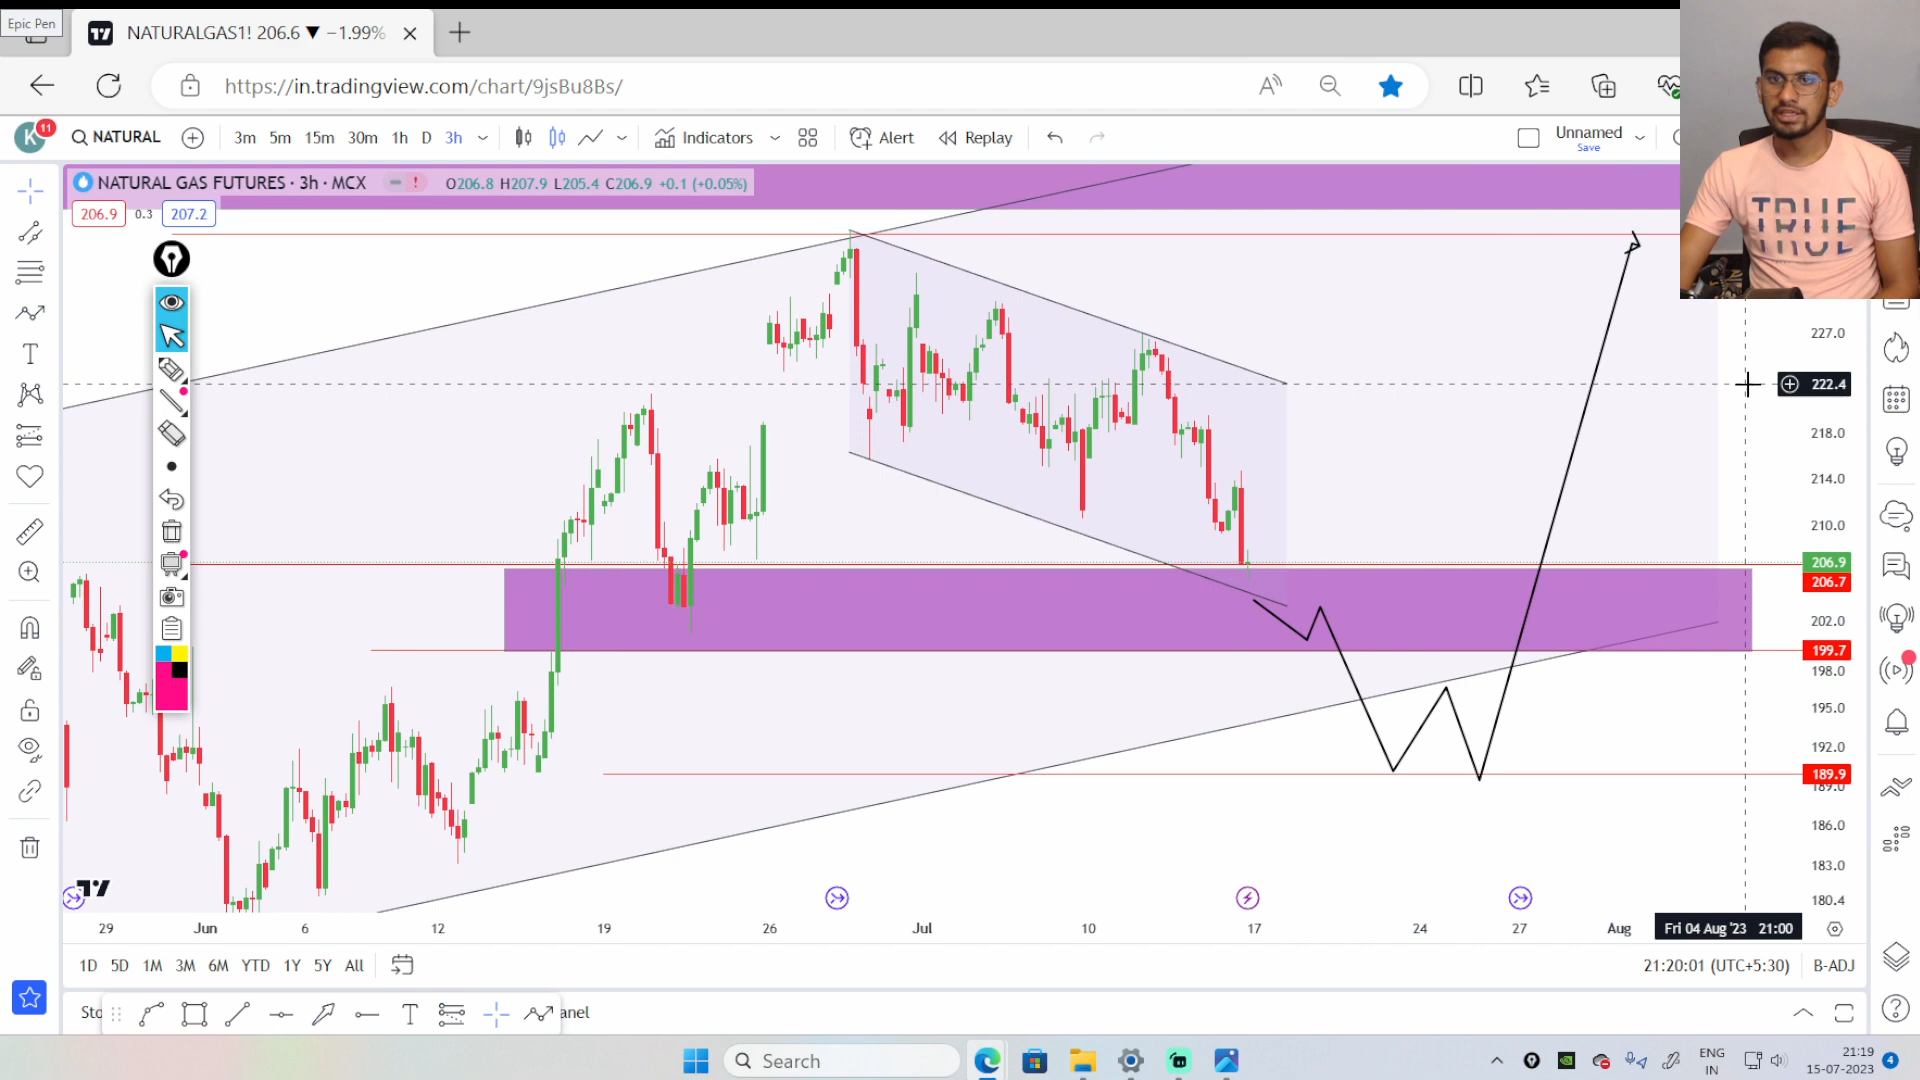 Epic Pen
NATURALGAS1! 206.6 ▼ −1.99%
https://in.tradingview.com/chart/9jsBu8Bs/
K 11 NATURAL 3m 5m 15m 30m 1h D 3h Indicators Alert Replay Unnamed
Save
NATURAL GAS FUTURES · 3h · MCX O206.8 H207.9 L205.4 C206.9 +0.1 (+0.05%)
206.9 0.3 207.2
TRUE
227.0
222.4
218.0
214.0
210.0
206.9
206.7
202.0
199.7
198.0
195.0
192.0
189.9
189.0
186.0
183.0
180.4
29 Jun 6 12 19 26 Jul 10 17 24 27 Aug Fri 04 Aug '23 21:00
1D 5D 1M 3M 6M YTD 1Y 5Y All 21:20:01 (UTC+5:30) B-ADJ
Sto anel
Search
ENG
IN
21:19
15-07-2023
4